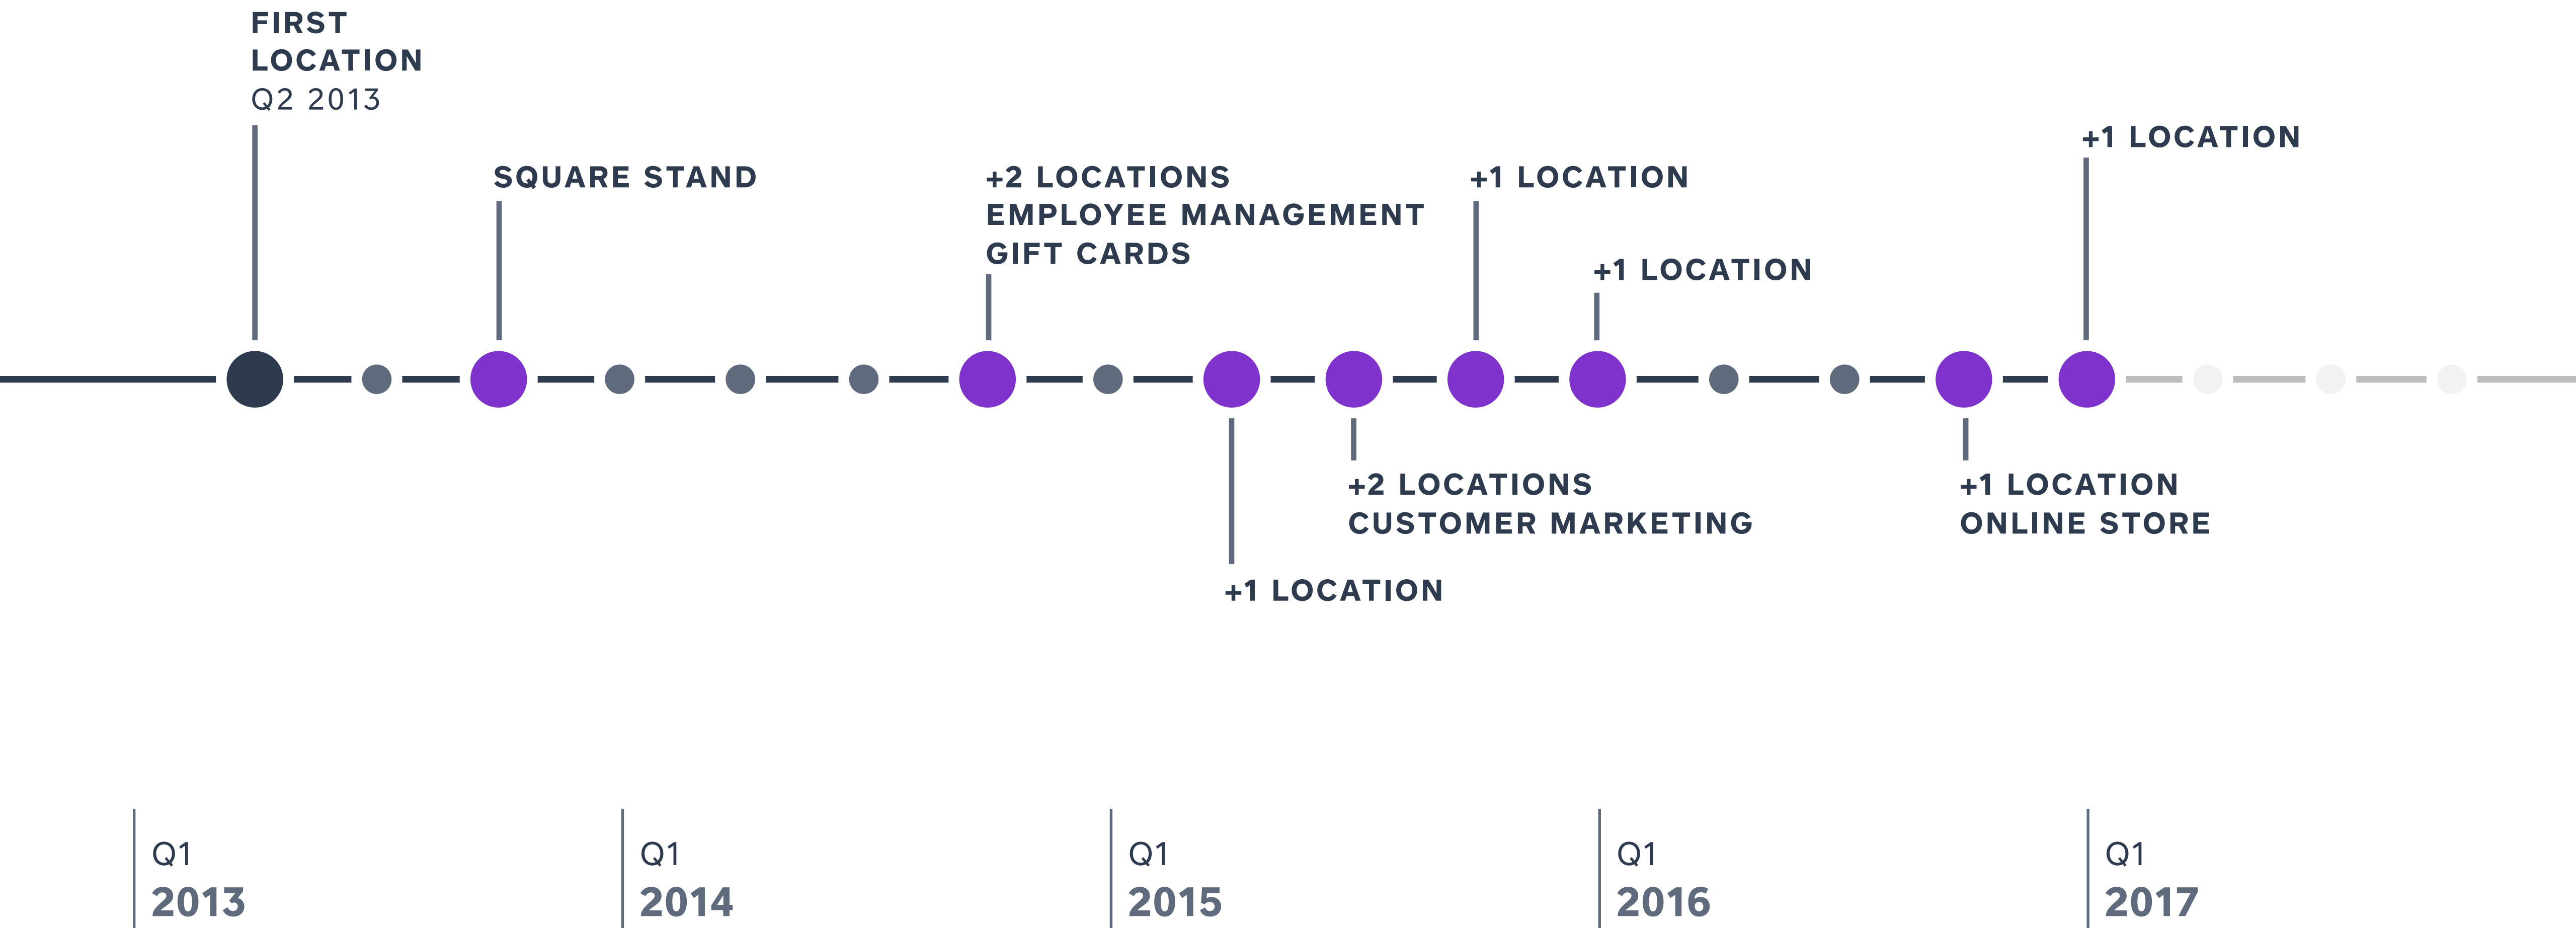 FIRST
LOCATION
Q2 2013
SQUARE STAND
+2 LOCATIONS
EMPLOYEE MANAGEMENT
GIFT CARDS
+1 LOCATION
+2 LOCATIONS
CUSTOMER MARKETING
+1 LOCATION
+1 LOCATION
+1 LOCATION
ONLINE STORE
+1 LOCATION
Q1
2013
Q1
2014
Q1
2015
Q1
2016
Q1
2017